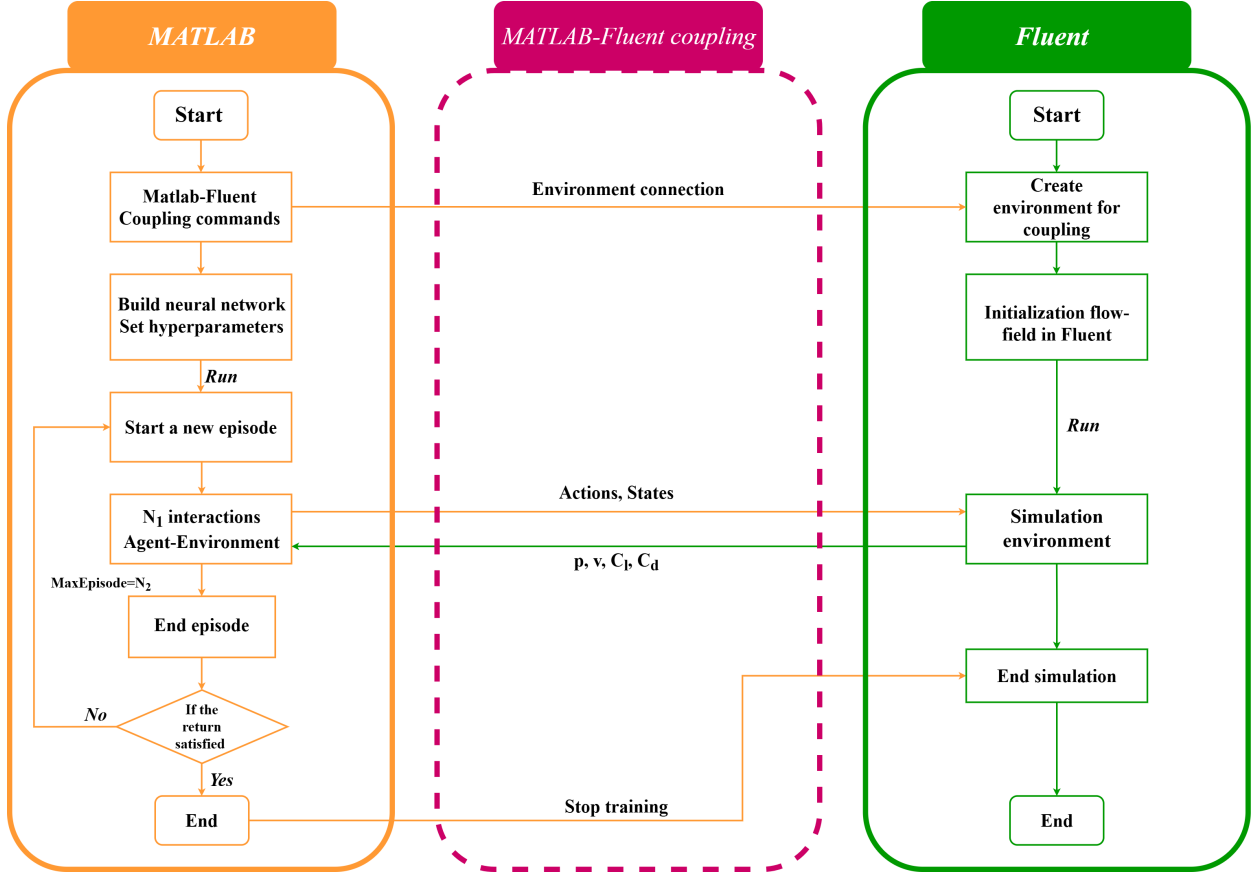 MATLAB
MATLAB-Fluent coupling
Fluent
Start
Matlab-Fluent
Coupling commands
Build neural network
Set hyperparameters
Run
Start a new episode
N₁ interactions
Agent-Environment
MaxEpisode=N₂
End episode
If the
return
satisfied
No
Yes
End
Environment connection
Actions, States
p, v, Cₗ, C_d
Stop training
Start
Create
environment for
coupling
Initialization flow-
field in Fluent
Run
Simulation
environment
End simulation
End